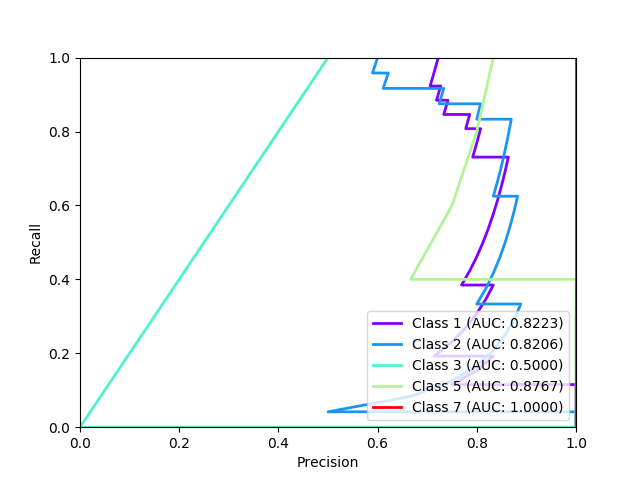 1.0
0.8
0.6
0.4
0.2
0.0
Recall
Class 1 (AUC: 0.8223)
Class 2 (AUC: 0.8206)
Class 3 (AUC: 0.5000)
Class 5 (AUC: 0.8767)
Class 7 (AUC: 1.0000)
0.0 0.2 0.4 0.6 0.8 1.0
Precision